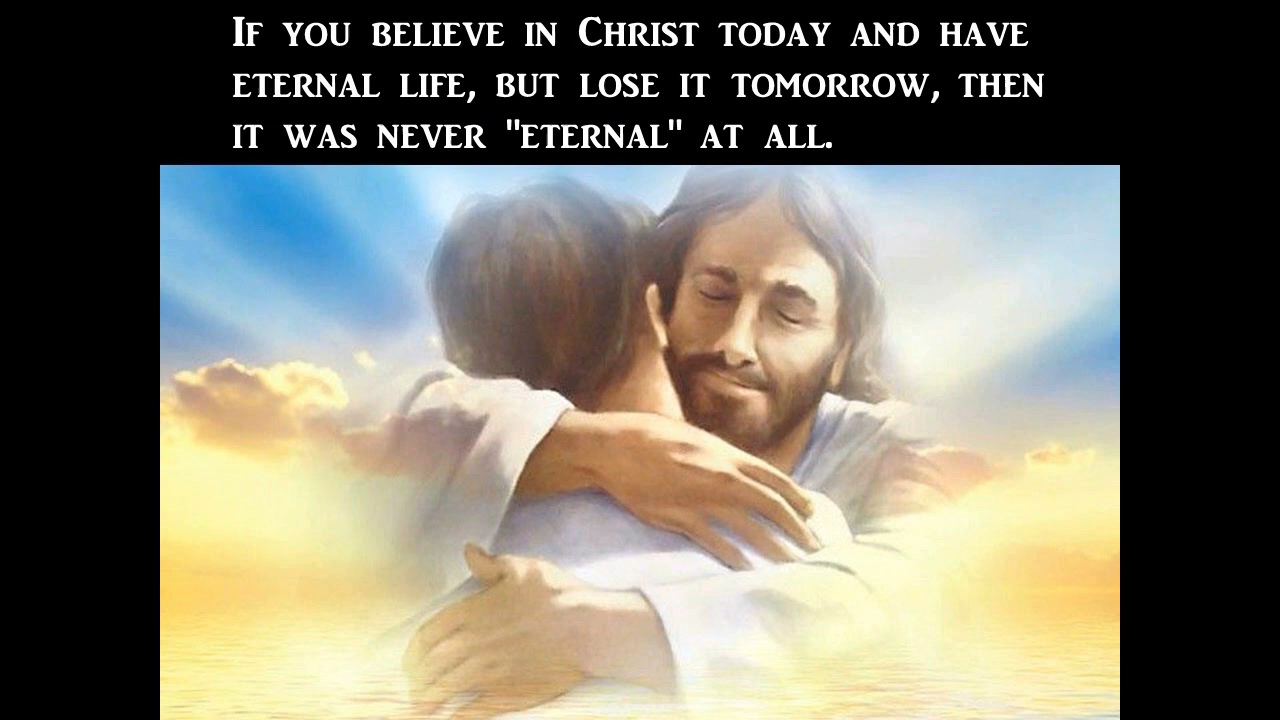 If you believe in Christ today and have
eternal life, but lose it tomorrow, then
it was never "eternal" at all.